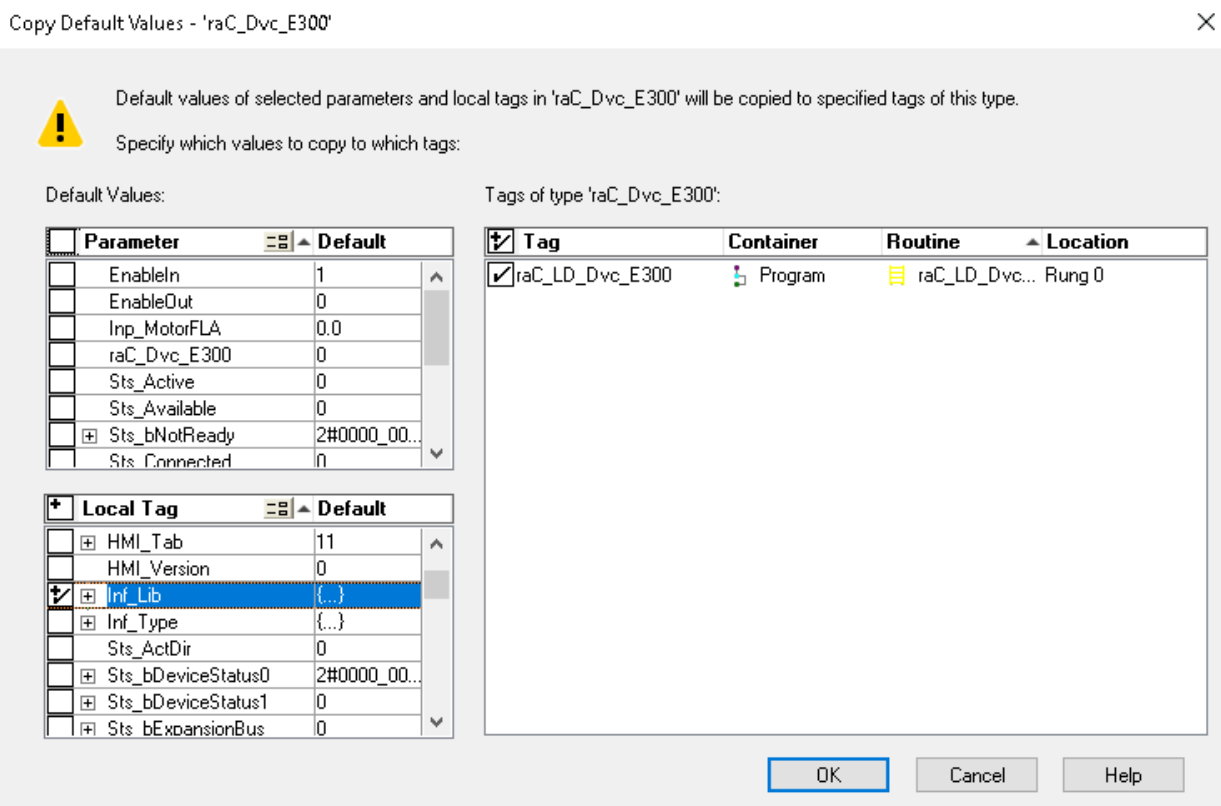 Copy Default Values - 'raC_Dvc_E300'
Default values of selected parameters and local tags in 'raC_Dvc_E300' will be copied to specified tags of this type.
Specify which values to copy to which tags:
Default Values:
Parameter Default
EnableIn 1
EnableOut 0
Inp_MotorFLA 0.0
raC_Dvc_E300 0
Sts_Active 0
Sts_Available 0
Sts_bNotReady 2#0000_00...
Sts_Connected 0
Local Tag Default
HMI_Tab 11
HMI_Version 0
Inf_Lib {...}
Inf_Type {...}
Sts_ActDir 0
Sts_bDeviceStatus0 2#0000_00...
Sts_bDeviceStatus1 0
Sts_bExpansionBus 0
Tags of type 'raC_Dvc_E300':
Tag Container Routine Location
raC_LD_Dvc_E300 Program raC_LD_Dvc... Rung 0
OK Cancel Help